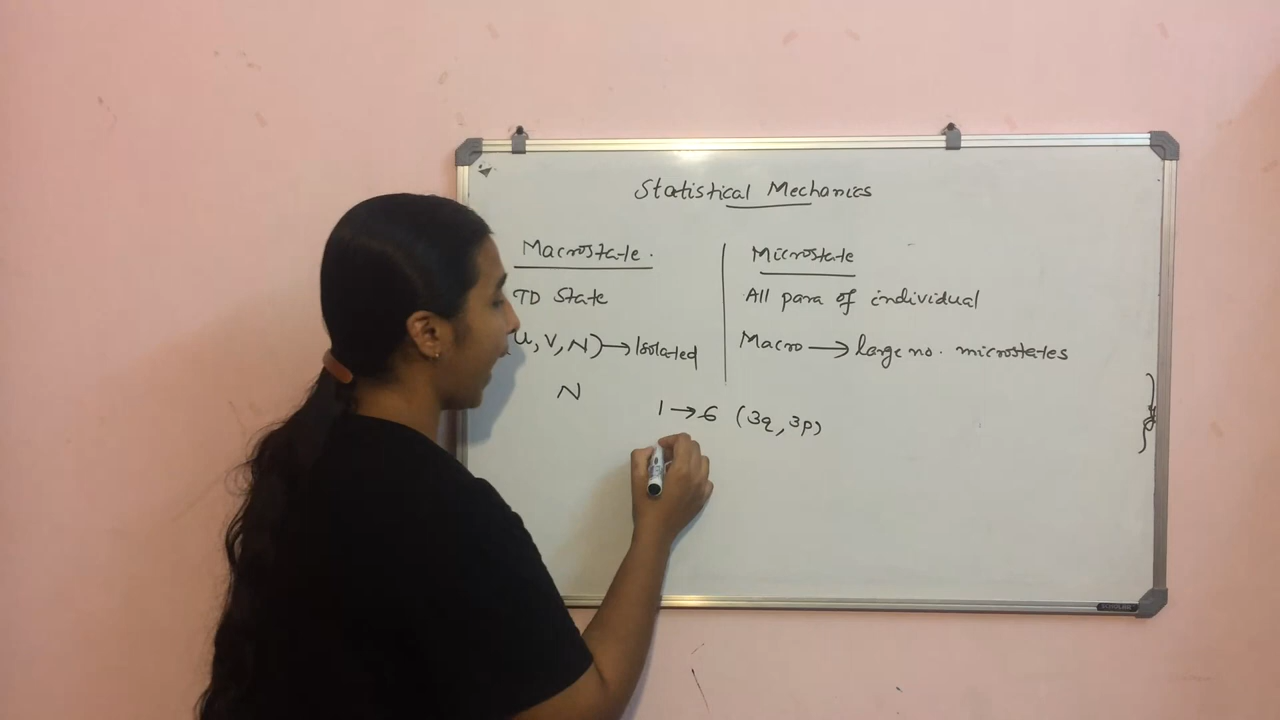 Statistical Mechanics
Macrostate.
TD State
(U, V, N) → Isolated
N
Microstate
All para of individual
Macro → large no. microstates
1 → 6 (3q, 3p)
SCHOLAR